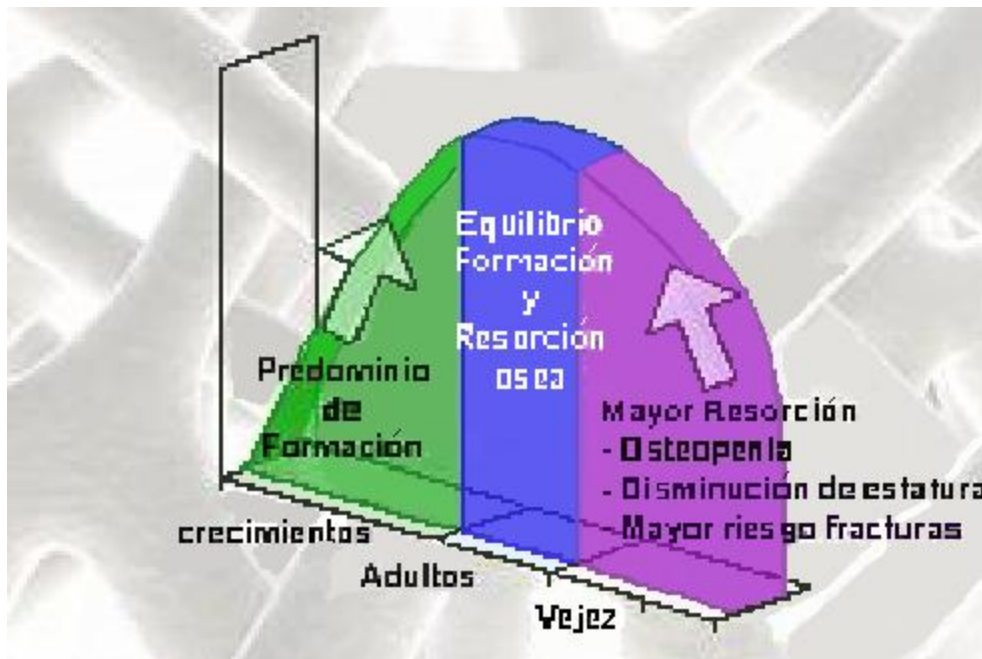 Equilibrio
Formación
y
Resorción
osea
Predominio
de
Formación
Mayor Resorción
- Osteopenia
- Disminución de estatura
- Mayor riesgo fracturas
crecimientos
Adultos
Vejez